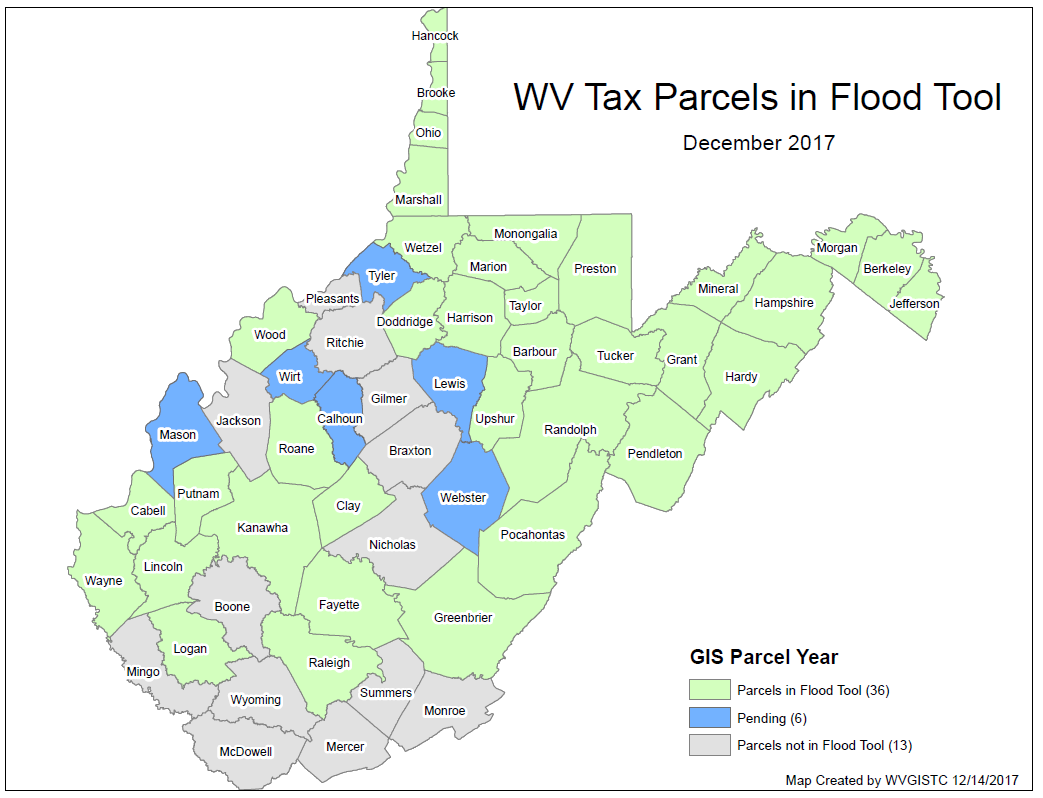 Hancock
WV Tax Parcels in Flood Tool
Brooke
December 2017
Ohio
Marshall
Monongalia
Wetzel
Morgan
Marion
Preston
Berkeley
Tyler
Mineral
Pleasants
Hampshire
Jefferson
Taylor
Harrison
Doddridge
Wood
Ritchie
Barbour
Tucker
Grant
Wirt
Lewis
Hardy
Gilmer
Jackson
Calhoun
Upshur
Mason
Randolph
Roane
Braxton
Pendleton
Putnam
Webster
Clay
Cabell
Kanawha
Pocahontas
Nicholas
Lincoln
Wayne
Boone
Fayette
Greenbrier
Logan
GIS Parcel Year
Raleigh
Mingo
Parcels in Flood Tool (36)
Summers
Wyoming
Monroe
Pending (6)
Mercer
McDowell
Parcels not in Flood Tool (13)
Map Created by WVGISTC 12/14/2017